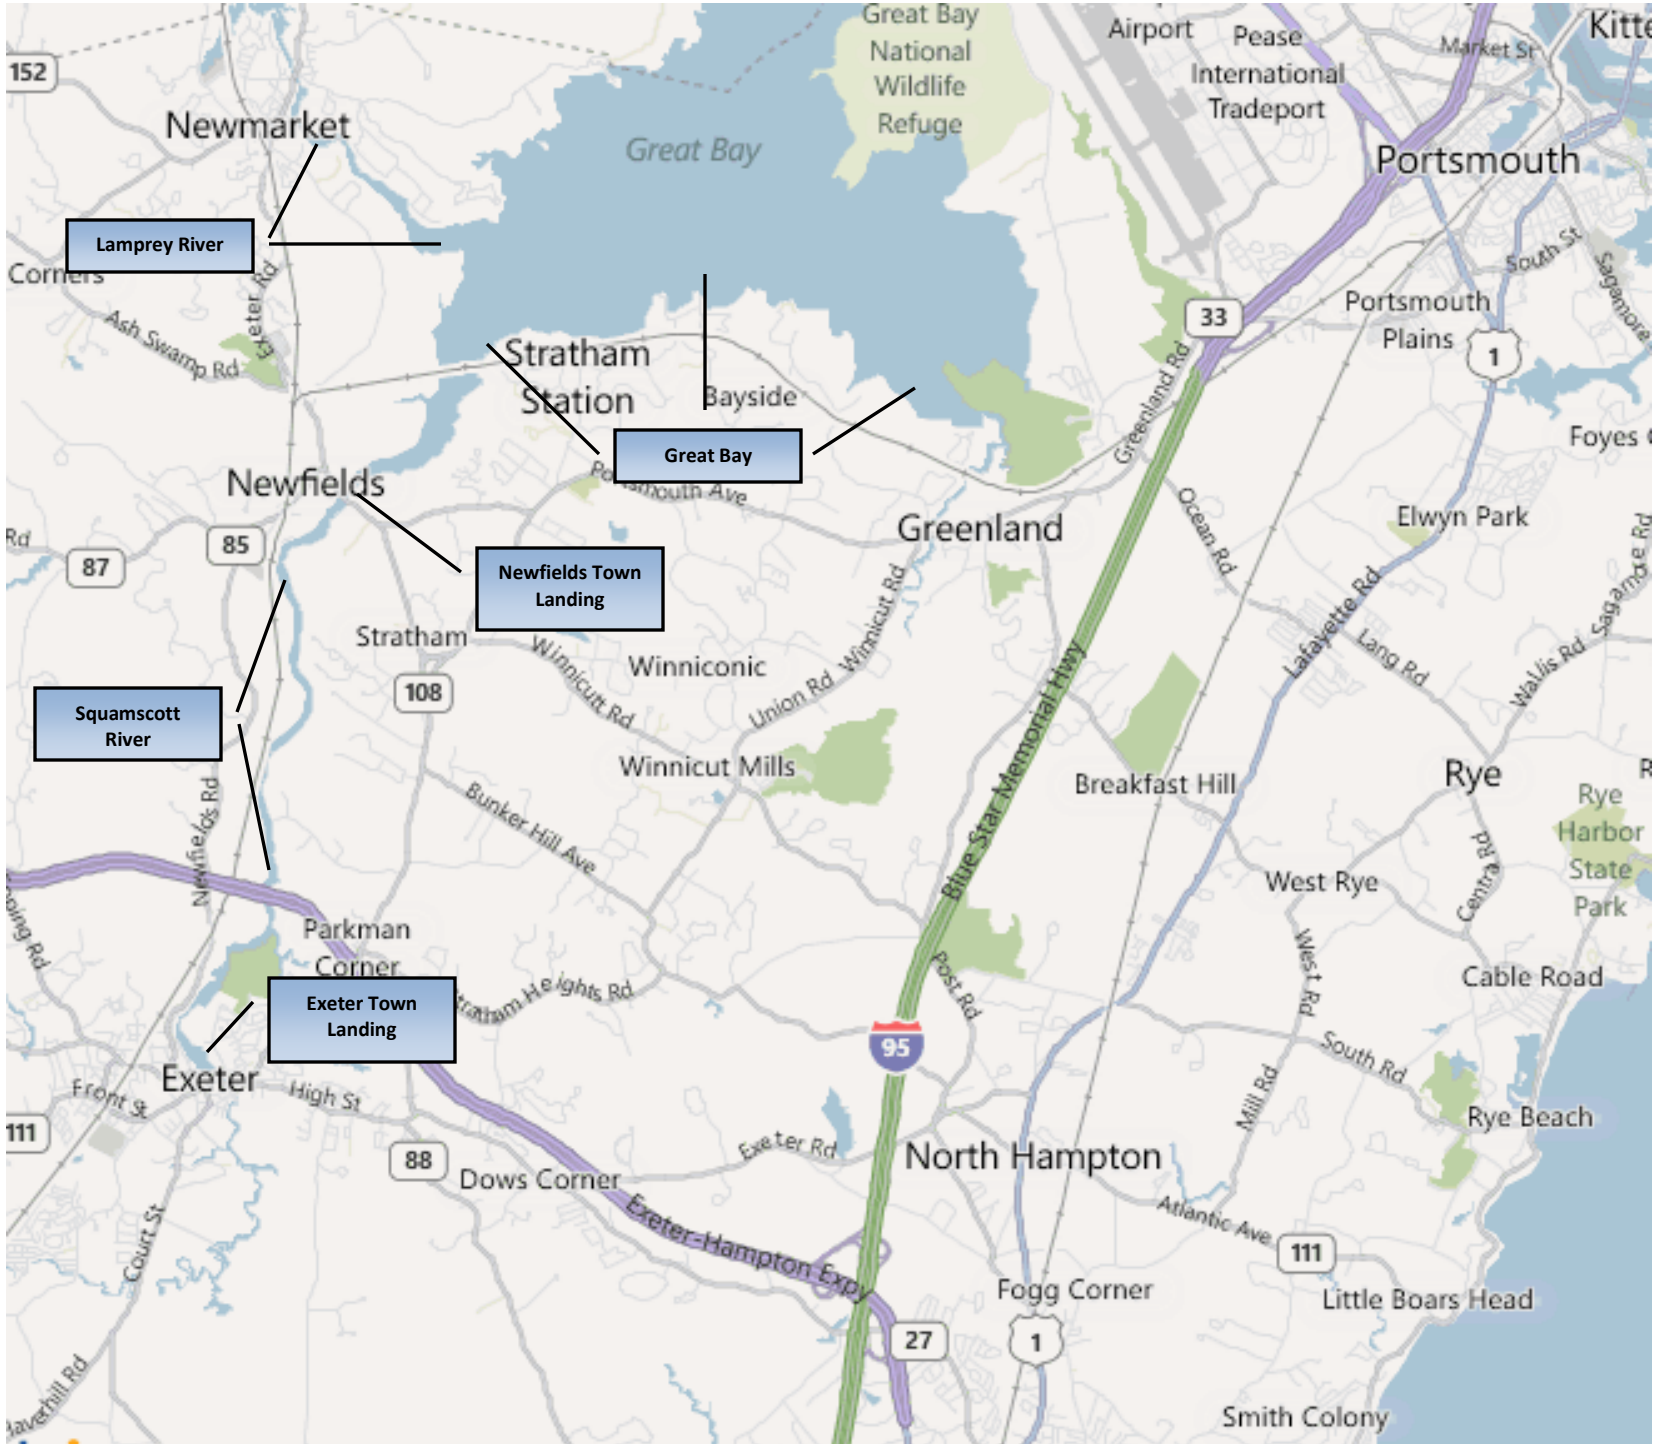 Great Bay
National
Wildlife
Refuge
Airport
Pease
International
Tradeport
Market St
152
Newmarket
Great Bay
Portsmouth
Lamprey River
Corners
Exeter Rd
Ash Swamp Rd
South St
Sagamore
33
Portsmouth
Plains
1
Stratham
Station
Bayside
Greenland Rd
Great Bay
Portsmouth Ave
Newfields
Rd
87
85
Greenland
Ocean Rd
Elwyn Park
Foyes
Newfields Town
Landing
Stratham
Winnicutt Rd
Winniconic
Union Rd
Winnicut Rd
Lafayette Rd
Lang Rd
Wallis Rd
Sagamore Rd
108
Squamscott
River
Winnicut Mills
Blue Star Memorial Hwy
Breakfast Hill
Rye
R
Rye
Harbor
State
Park
Newfields Rd
Bunker Hill Ave
West Rye
Centre Rd
Parkman
Corner
ping Rd
Exeter Town
Landing
Stratham Heights Rd
Post Rd
West Rd
Cable Road
95
South Rd
Exeter
Front St
High St
111
Mill Rd
Rye Beach
88
Dows Corner
Exeter Rd
North Hampton
Court St
Exeter-Hampton Expy
Atlantic Ave
111
Fogg Corner
Little Boars Head
27
1
Haverhill Rd
Smith Colony